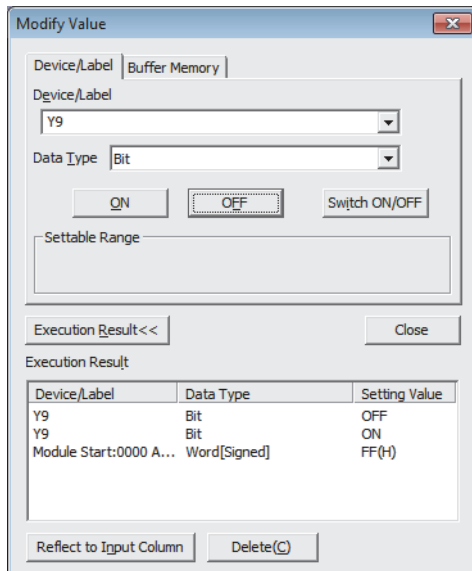 Modify Value
Device/Label Buffer Memory
Device/Label
Y9
Data Type Bit
ON OFF Switch ON/OFF
Settable Range
Execution Result<< Close
Execution Result
Device/Label Data Type Setting Value
Y9 Bit OFF
Y9 Bit ON
Module Start:0000 A... Word[Signed] FF(H)
Reflect to Input Column Delete(C)